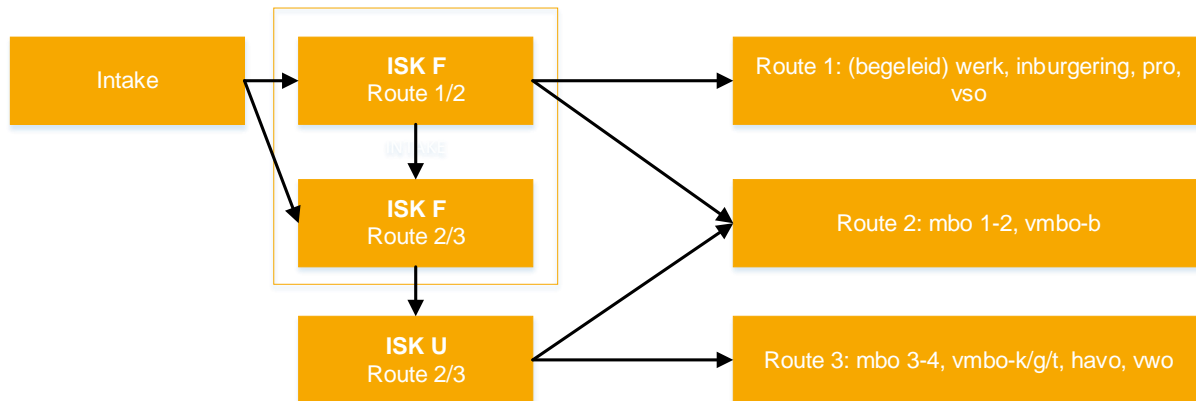 Intake
ISK F
Route 1/2
Route 1: (begeleid) werk, inburgering, pro,
vso
INTAKE
ISK F
Route 2/3
Route 2: mbo 1-2, vmbo-b
ISK U
Route 2/3
Route 3: mbo 3-4, vmbo-k/g/t, havo, vwo